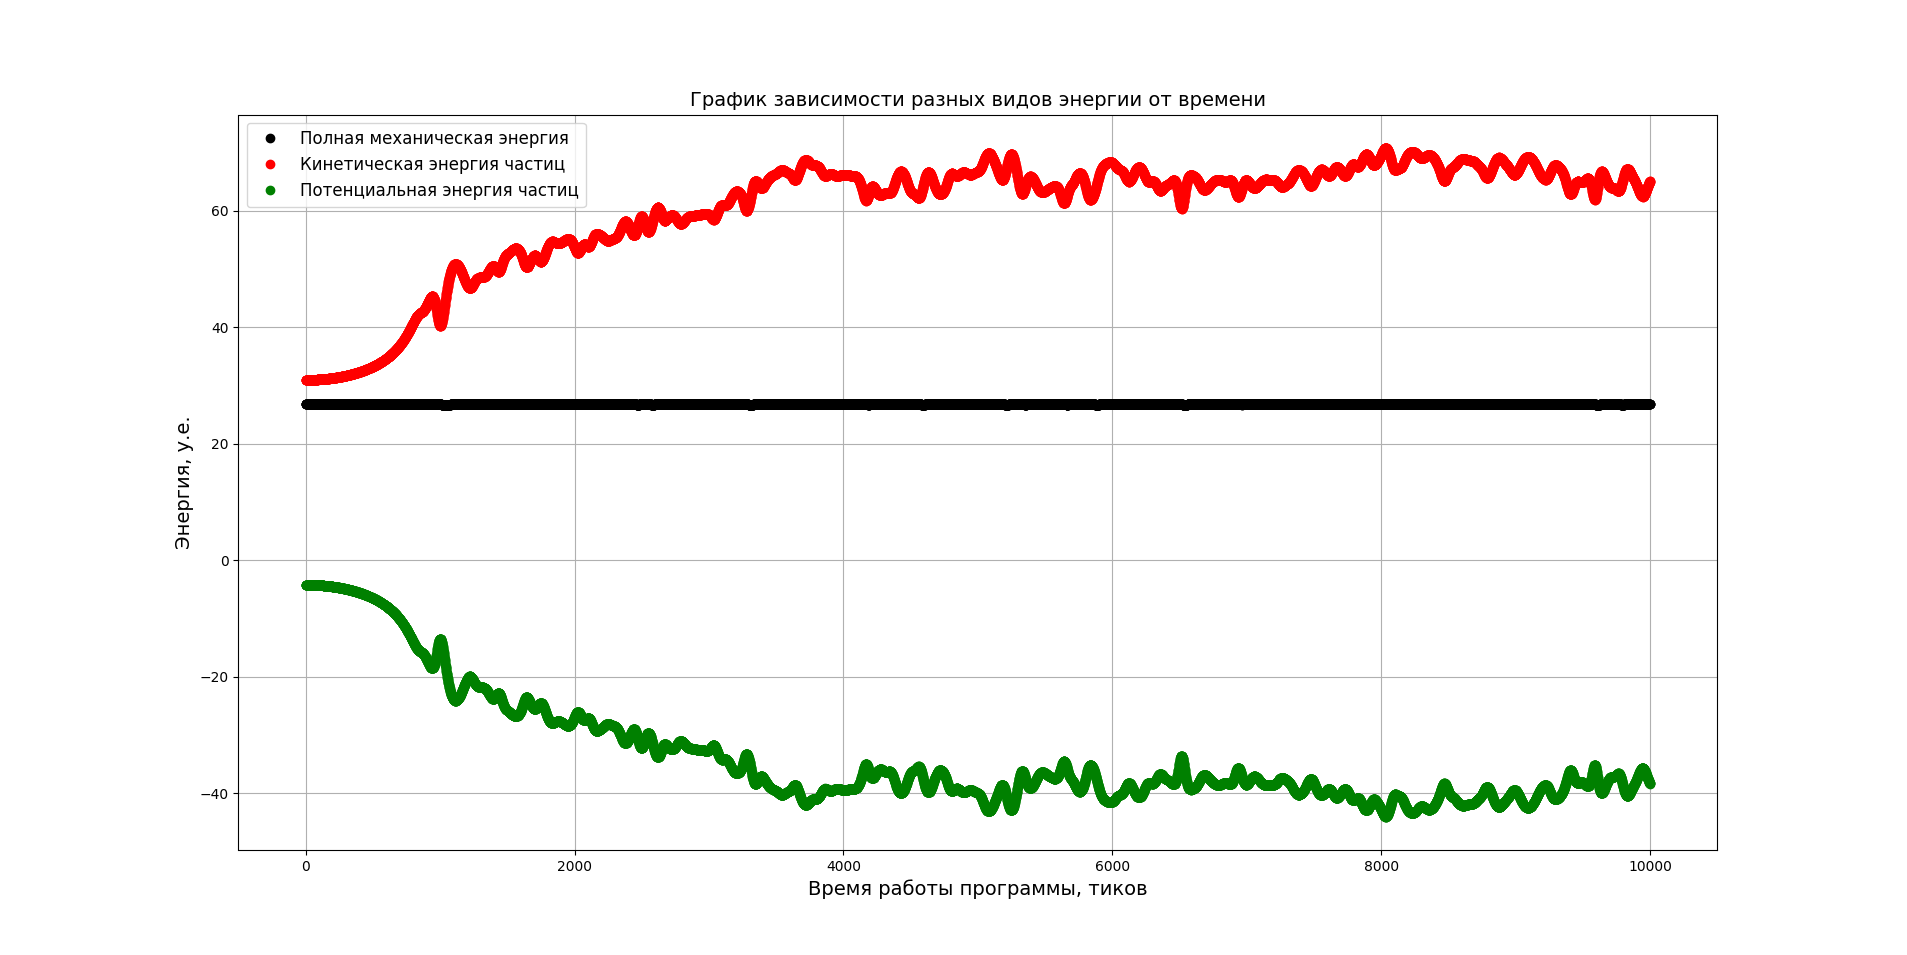 График зависимости разных видов энергии от времени
Полная механическая энергия
Кинетическая энергия частиц
Потенциальная энергия частиц
60
40
20
0
−20
−40
Энергия, у.е.
0 2000 4000 6000 8000 10000
Время работы программы, тиков